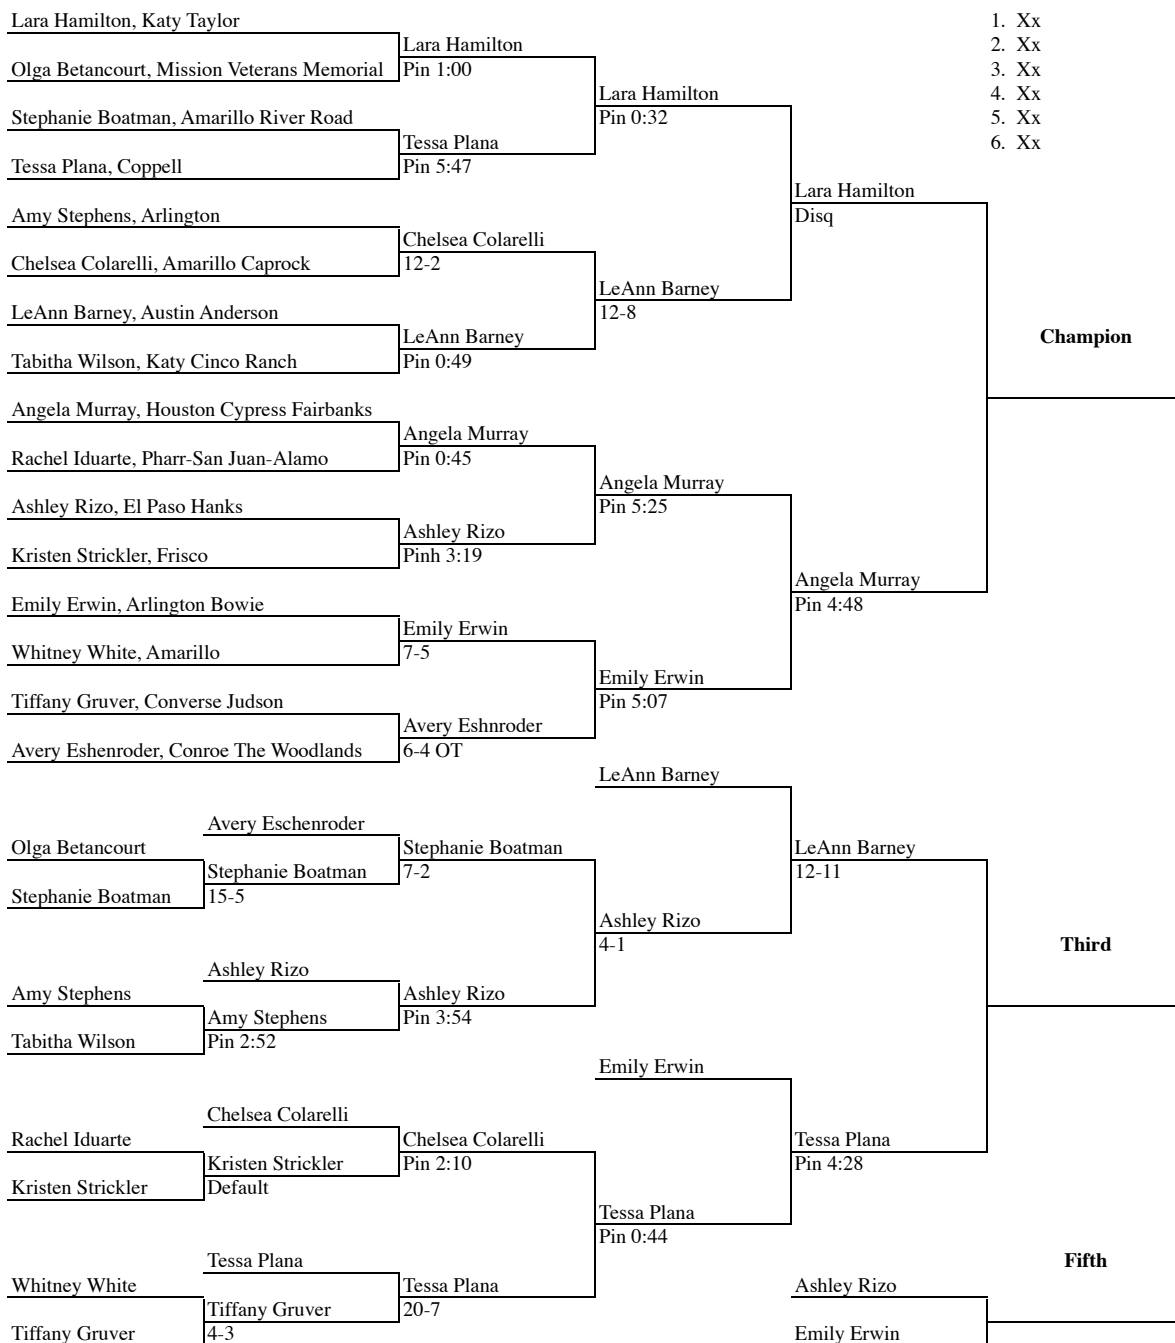 Lara Hamilton, Katy Taylor
Lara Hamilton
Olga Betancourt, Mission Veterans Memorial
Pin 1:00
Lara Hamilton
Stephanie Boatman, Amarillo River Road
Pin 0:32
Tessa Plana
Tessa Plana, Coppell
Pin 5:47
Lara Hamilton
Amy Stephens, Arlington
Disq
Chelsea Colarelli
Chelsea Colarelli, Amarillo Caprock
12-2
LeAnn Barney
LeAnn Barney, Austin Anderson
12-8
LeAnn Barney
Tabitha Wilson, Katy Cinco Ranch
Pin 0:49
Angela Murray, Houston Cypress Fairbanks
Angela Murray
Rachel Iduarte, Pharr-San Juan-Alamo
Pin 0:45
Angela Murray
Ashley Rizo, El Paso Hanks
Pin 5:25
Ashley Rizo
Kristen Strickler, Frisco
Pinh 3:19
Angela Murray
Emily Erwin, Arlington Bowie
Pin 4:48
Emily Erwin
Whitney White, Amarillo
7-5
Emily Erwin
Tiffany Gruver, Converse Judson
Pin 5:07
Avery Eshnroder
Avery Eshenroder, Conroe The Woodlands
6-4 OT
1. Xx
2. Xx
3. Xx
4. Xx
5. Xx
6. Xx
Champion
LeAnn Barney
Avery Eschenroder
Olga Betancourt
Stephanie Boatman
LeAnn Barney
Stephanie Boatman
7-2
12-11
Stephanie Boatman
15-5
Ashley Rizo
4-1
Third
Ashley Rizo
Amy Stephens
Ashley Rizo
Amy Stephens
Pin 3:54
Tabitha Wilson
Pin 2:52
Emily Erwin
Chelsea Colarelli
Rachel Iduarte
Chelsea Colarelli
Tessa Plana
Kristen Strickler
Pin 2:10
Pin 4:28
Kristen Strickler
Default
Tessa Plana
Pin 0:44
Tessa Plana
Fifth
Whitney White
Tessa Plana
Ashley Rizo
Tiffany Gruver
20-7
Tiffany Gruver
4-3
Emily Erwin